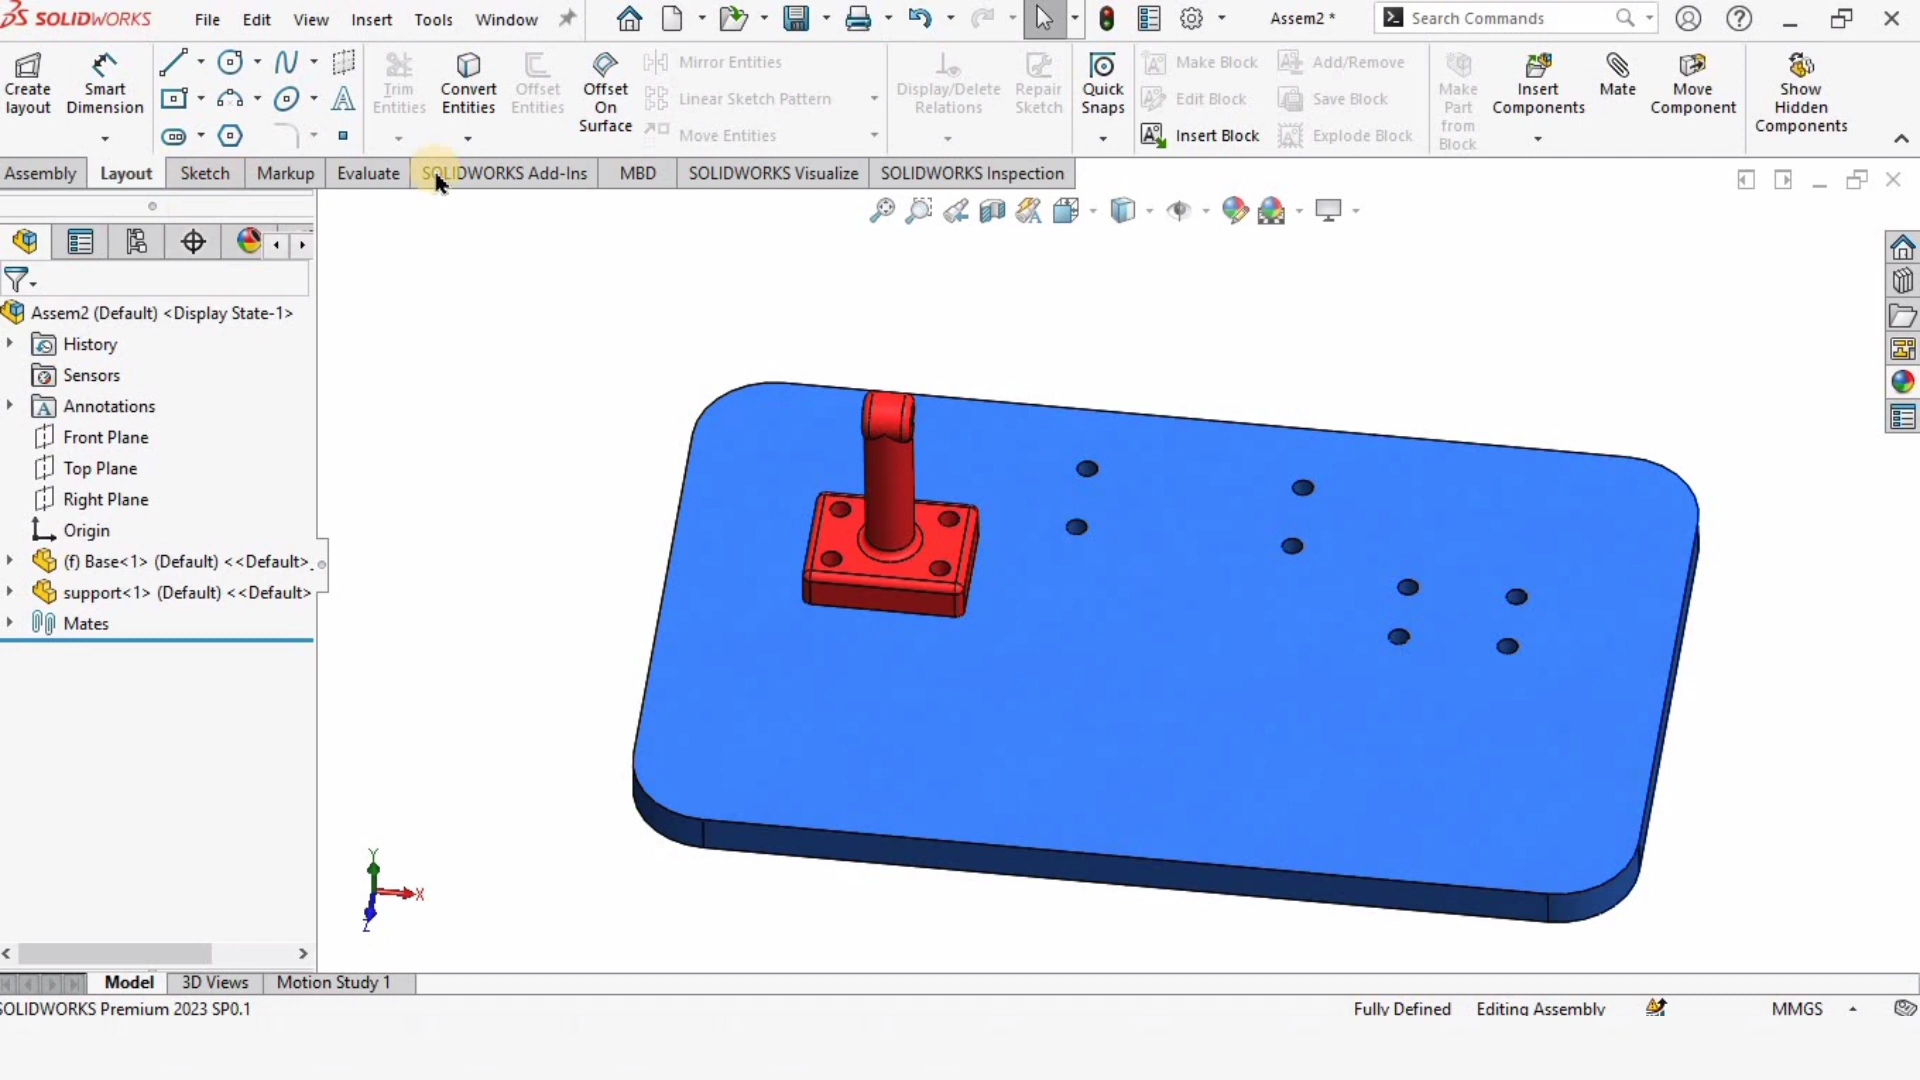 SOLIDWORKS File Edit View Insert Tools Window Assem2 * Search Commands
Create layout
Smart Dimension
Trim Entities
Convert Entities
Offset Entities
Offset On Surface
Mirror Entities
Linear Sketch Pattern
Move Entities
Display/Delete Relations
Repair Sketch
Quick Snaps
Make Block
Edit Block
Insert Block
Add/Remove
Save Block
Explode Block
Make Part from Block
Insert Components
Mate
Move Component
Show Hidden Components
Assembly Layout Sketch Markup Evaluate SOLIDWORKS Add-Ins MBD SOLIDWORKS Visualize SOLIDWORKS Inspection
Assem2 (Default) <Display State-1>
History
Sensors
Annotations
Front Plane
Top Plane
Right Plane
Origin
(f) Base<1> (Default) <<Default>_
support<1> (Default) <<Default>
Mates
Y
X
Z
Model 3D Views Motion Study 1
SOLIDWORKS Premium 2023 SP0.1 Fully Defined Editing Assembly MMGS